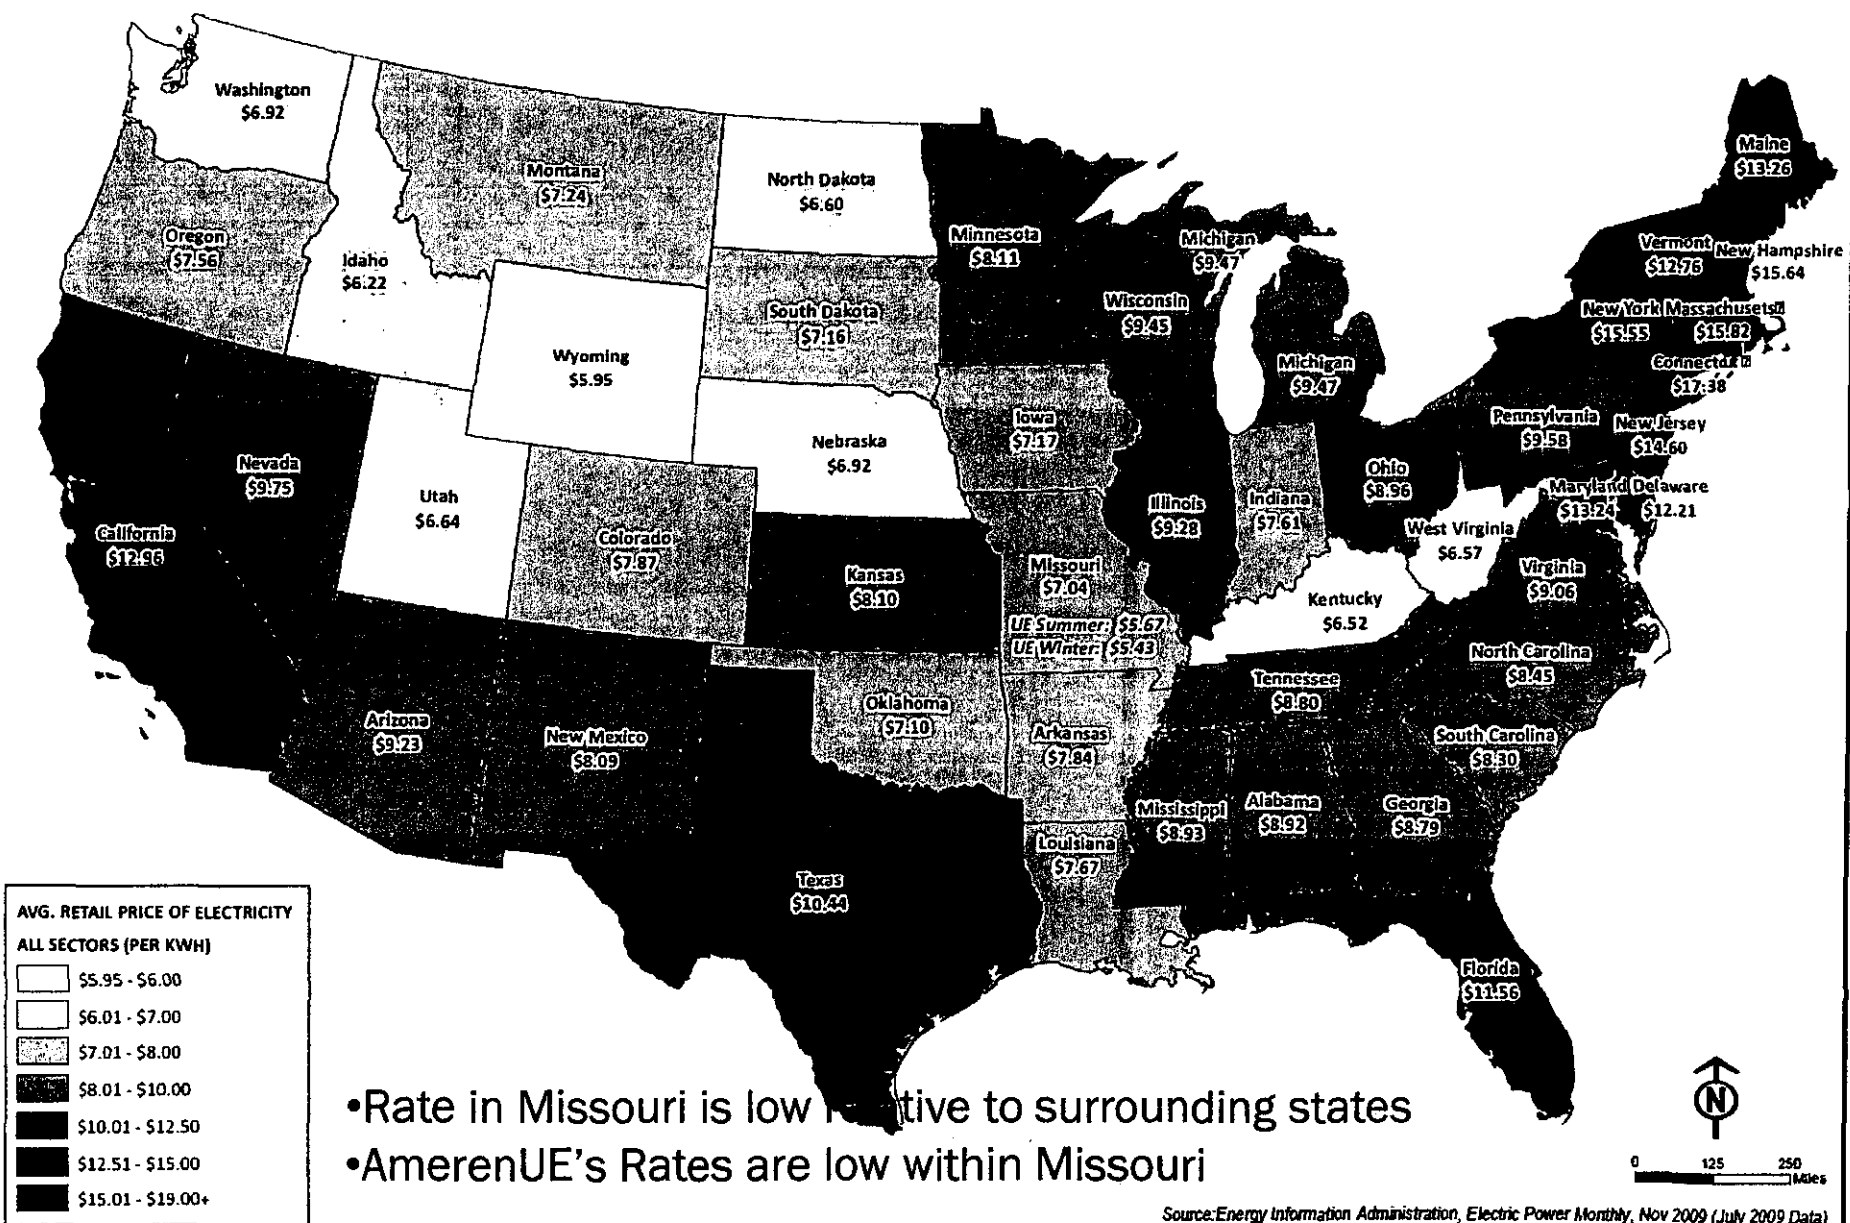 Washington
$6.92
Montana
$7.24
North Dakota
$6.60
Minnesota
$8.11
Maine
$13.26
Oregon
$7.56
Idaho
$6.22
Michigan
$9.47
Vermont
$12.76
New Hampshire
$15.64
South Dakota
$7.16
Wisconsin
$9.45
New York
$15.55
Massachusets
$15.82
Wyoming
$5.95
Michigan
$9.47
$17.38
Iowa
$7.17
Pennsylvania
$9.58
New Jersey
$14.60
Nebraska
$6.92
Nevada
$9.75
Utah
$6.64
Ohio
$8.96
Maryland
$13.24
Delaware
$12.21
Illinois
$9.28
Indiana
$7.61
California
$12.96
Colorado
$7.87
West Virginia
$6.57
Kansas
$8.10
Missouri
$7.04
UE Summer: $5.67
UE Winter: $5.43
Virginia
$9.06
Kentucky
$6.52
North Carolina
$8.45
Tennessee
$8.80
Arizona
$9.23
New Mexico
$8.09
Oklahoma
$7.10
Arkansas
$7.84
South Carolina
$8.30
Mississippi
$8.93
Alabama
$8.92
Georgia
$8.79
Louisiana
$7.67
Texas
$10.44
Florida
$11.56
AVG. RETAIL PRICE OF ELECTRICITY
ALL SECTORS (PER KWH)
$5.95 - $6.00
$6.01 - $7.00
$7.01 - $8.00
$8.01 - $10.00
$10.01 - $12.50
$12.51 - $15.00
$15.01 - $19.00+
•Rate in Missouri is low to surrounding states
•AmerenUE's Rates are low within Missouri
N
0 125 250
Miles
Source:Energy Information Administration, Electric Power Monthly, Nov 2009 (July 2009 Data)